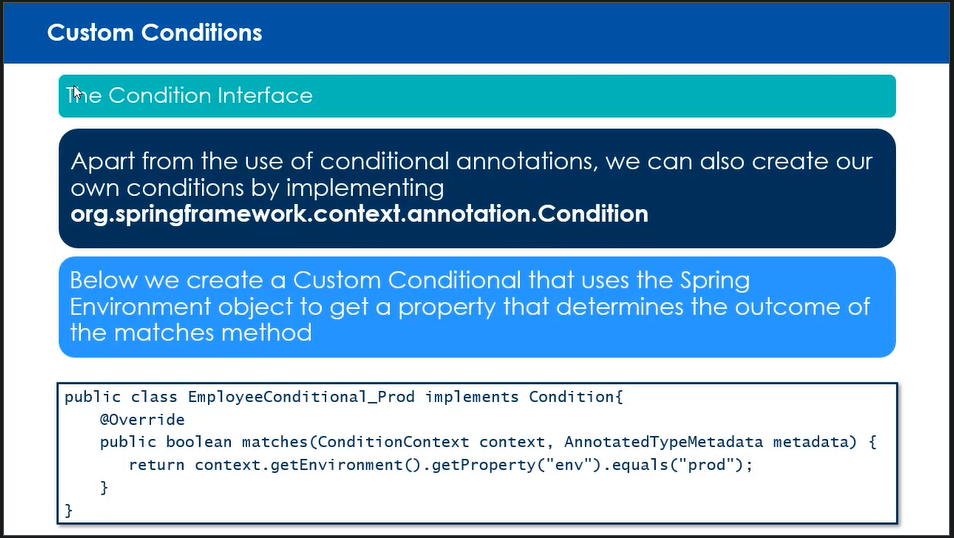 Custom Conditions
The Condition Interface
Apart from the use of conditional annotations, we can also create our
own conditions by implementing
org.springframework.context.annotation.Condition
Below we create a Custom Conditional that uses the Spring
Environment object to get a property that determines the outcome of
the matches method
public class EmployeeConditional_Prod implements Condition{
@Override
public boolean matches(ConditionContext context, AnnotatedTypeMetadata metadata) {
return context.getEnvironment().getProperty("env").equals("prod");
}
}